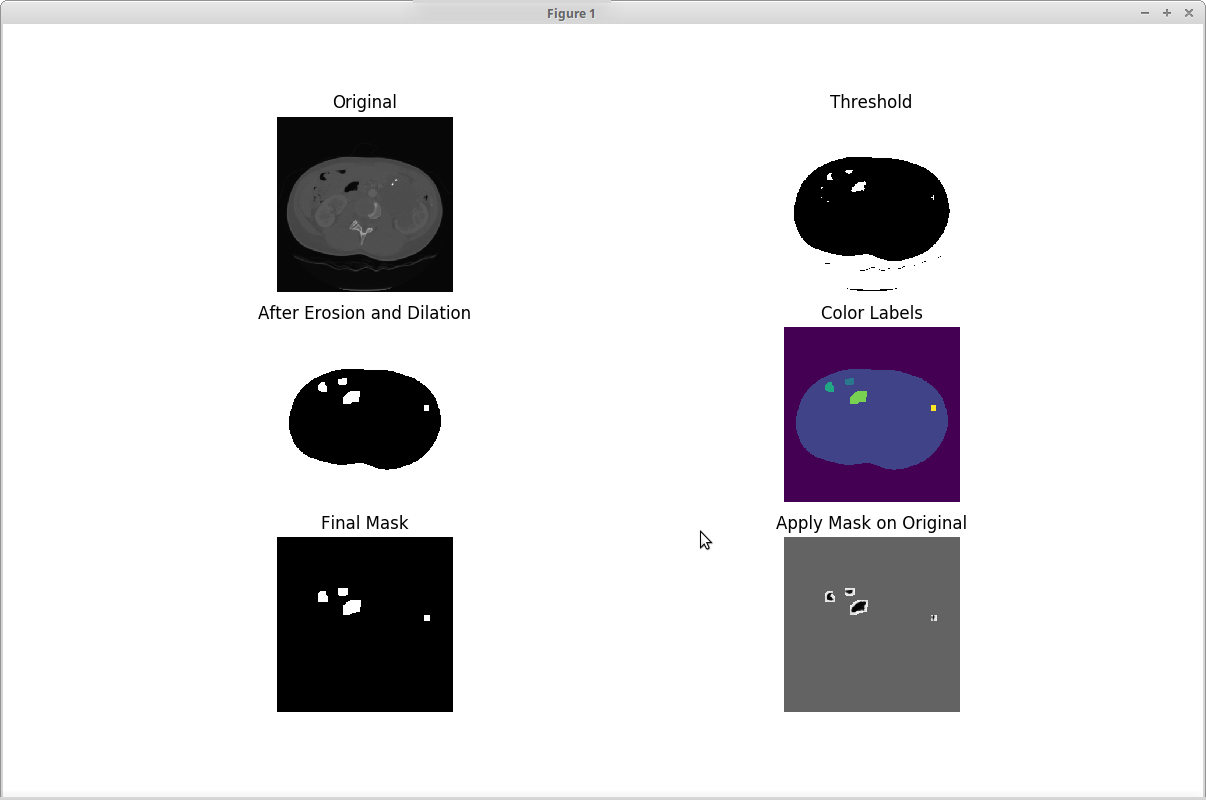 Figure 1
Original
Threshold
After Erosion and Dilation
Color Labels
Final Mask
Apply Mask on Original